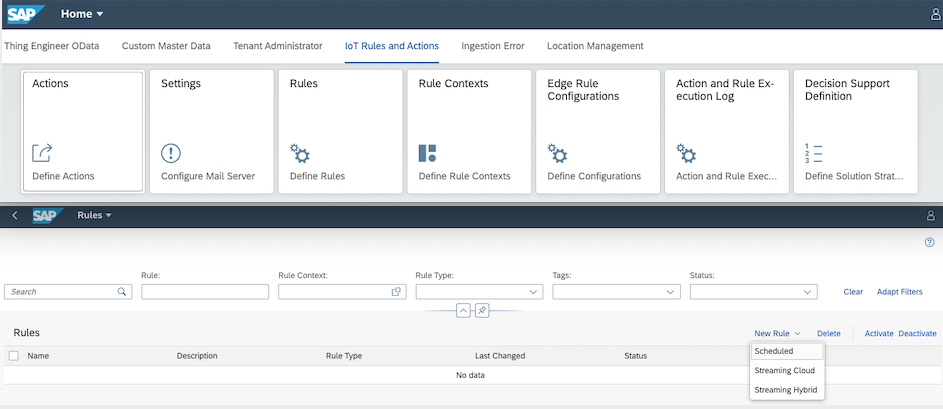 SAP Home
Thing Engineer OData Custom Master Data Tenant Administrator IoT Rules and Actions Ingestion Error Location Management
Actions
Define Actions
Settings
Configure Mail Server
Rules
Define Rules
Rule Contexts
Define Rule Contexts
Edge Rule
Configurations
Define Configurations
Action and Rule Ex-
ecution Log
Action and Rule Exec...
Decision Support
Definition
1
2
3
Define Solution Strat...
SAP Rules
?
Search
Rule:
Rule Context:
Rule Type:
Tags:
Status:
Clear Adapt Filters
Rules New Rule Delete Activate Deactivate
Name Description Rule Type Last Changed Status
No data
Scheduled
Streaming Cloud
Streaming Hybrid